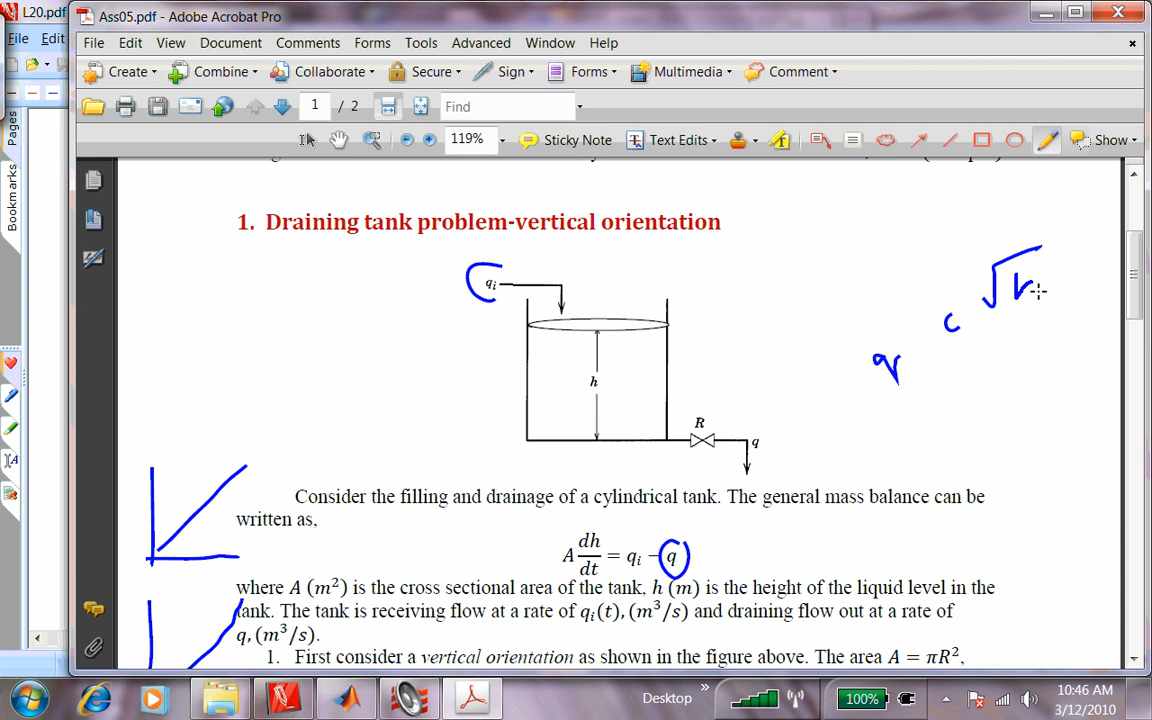 L20.pdf
Ass05.pdf - Adobe Acrobat Pro
File Edi
File Edit View Document Comments Forms Tools Advanced Window Help
Create Combine Collaborate Secure Sign Forms Multimedia Comment
1 / 2 Find
119% Sticky Note Text Edits Show
Pages
Bookmarks
1. Draining tank problem-vertical orientation
qi
h
R
q
c √
q
Consider the filling and drainage of a cylindrical tank. The general mass balance can be
written as,
A dh/dt = qi − q
where A (m²) is the cross sectional area of the tank, h (m) is the height of the liquid level in the
tank. The tank is receiving flow at a rate of qi(t), (m³/s) and draining flow out at a rate of
q, (m³/s).
1. First consider a vertical orientation as shown in the figure above. The area A = πR²,
Desktop »
100%
10:46 AM
3/12/2010